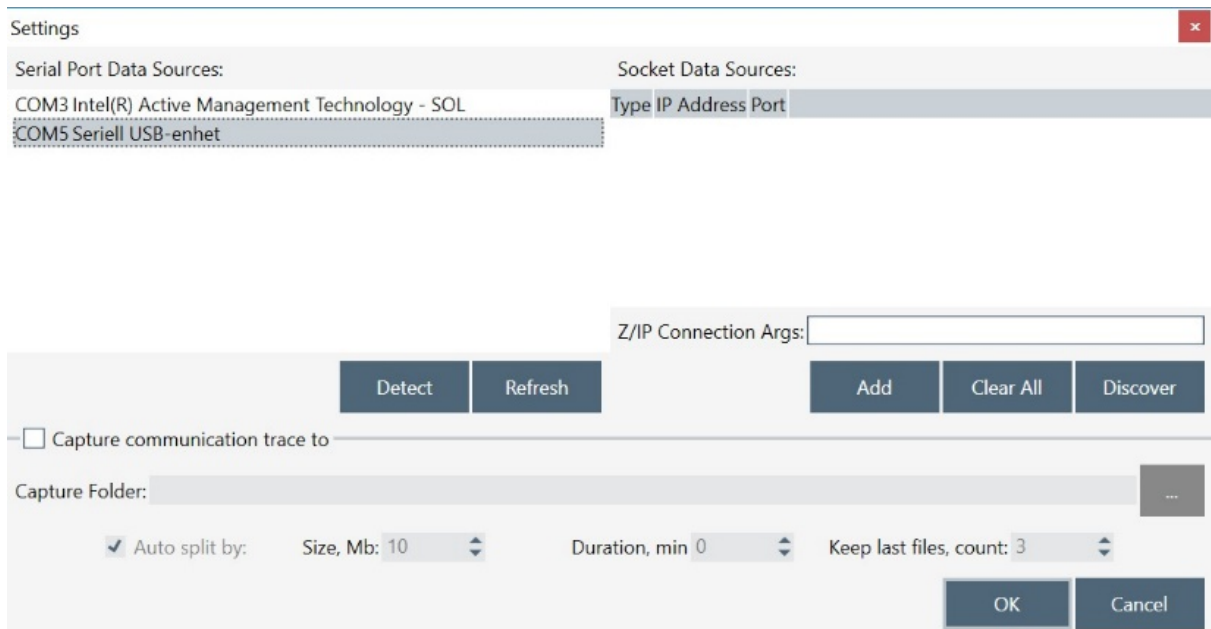 Settings
Serial Port Data Sources:
COM3 Intel(R) Active Management Technology - SOL
COM5 Seriell USB-enhet
Detect
Refresh
Socket Data Sources:
Type IP Address Port
Z/IP Connection Args:
Add
Clear All
Discover
Capture communication trace to
Capture Folder:
...
Auto split by:
Size, Mb: 10
Duration, min 0
Keep last files, count: 3
OK
Cancel